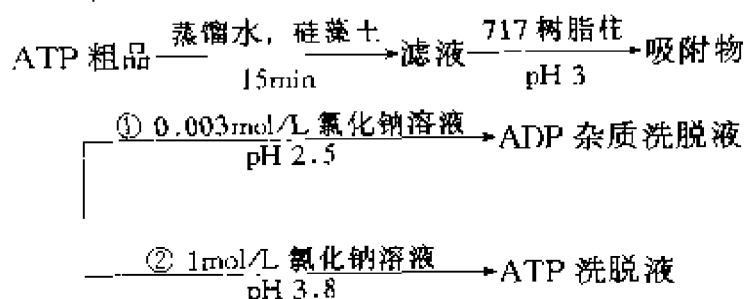 ATP 粗品 蒸馏水，硅藻土 15min 滤液 717 树脂柱 pH 3 吸附物
① 0.003mol/L 氯化钠溶液 pH 2.5 ADP 杂质洗脱液
② 1mol/L 氯化钠溶液 pH 3.8 ATP 洗脱液